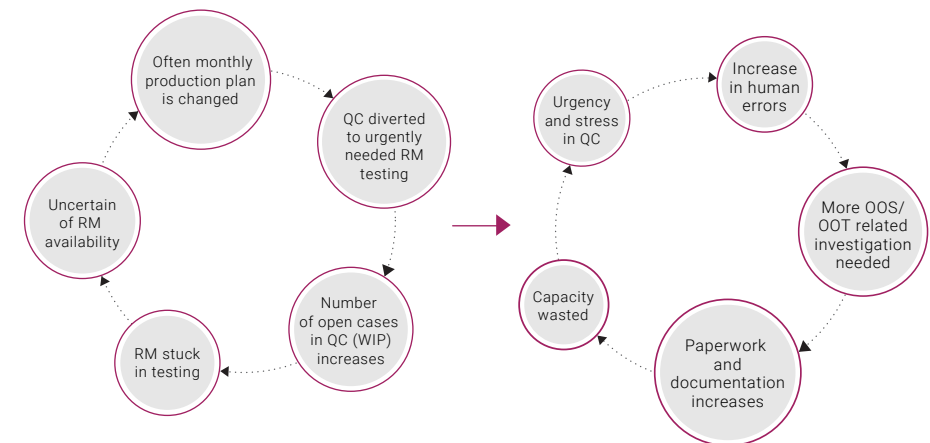 Often monthly
production plan
is changed
QC diverted
to urgently
needed RM
testing
Number
of open cases
in QC (WIP)
increases
RM stuck
in testing
Uncertain
of RM
availability
Urgency
and stress
in QC
Increase
in human
errors
More OOS/
OOT related
investigation
needed
Paperwork
and
documentation
increases
Capacity
wasted